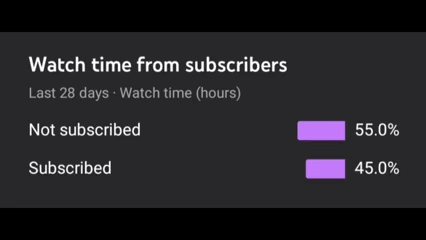 Watch time from subscribers
Last 28 days · Watch time (hours)
Not subscribed 55.0%
Subscribed 45.0%